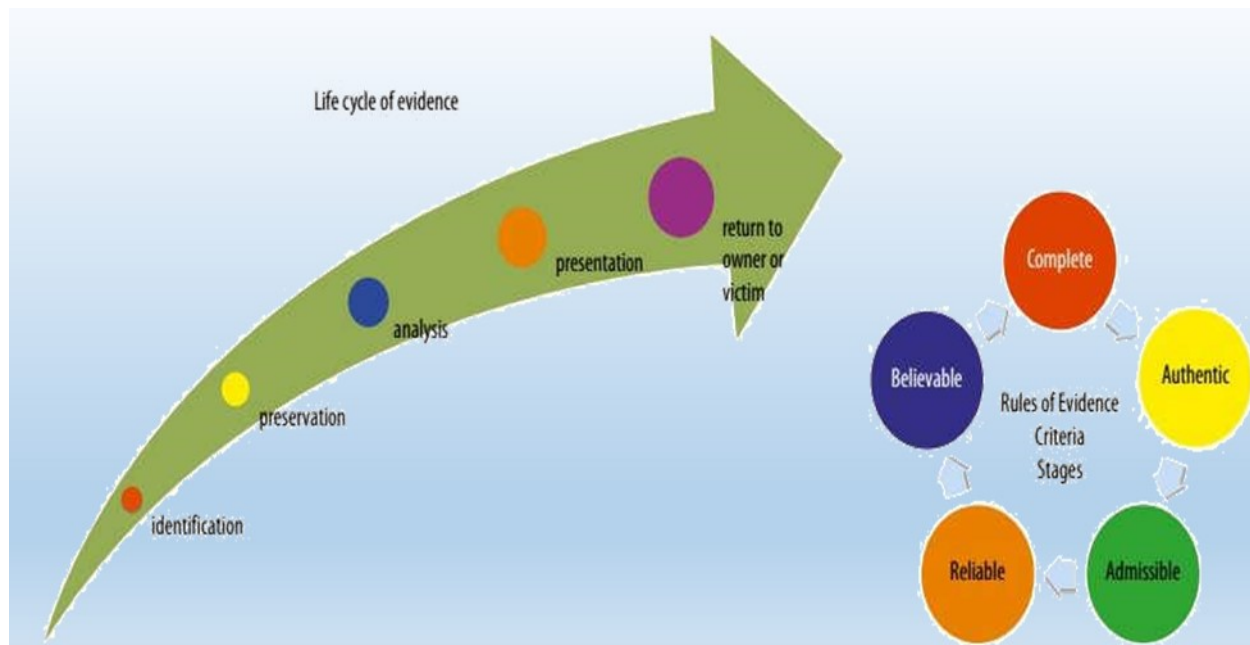 Life cycle of evidence
identification
preservation
analysis
presentation
return to
owner or
victim
Complete
Authentic
Admissible
Reliable
Believable
Rules of Evidence
Criteria
Stages